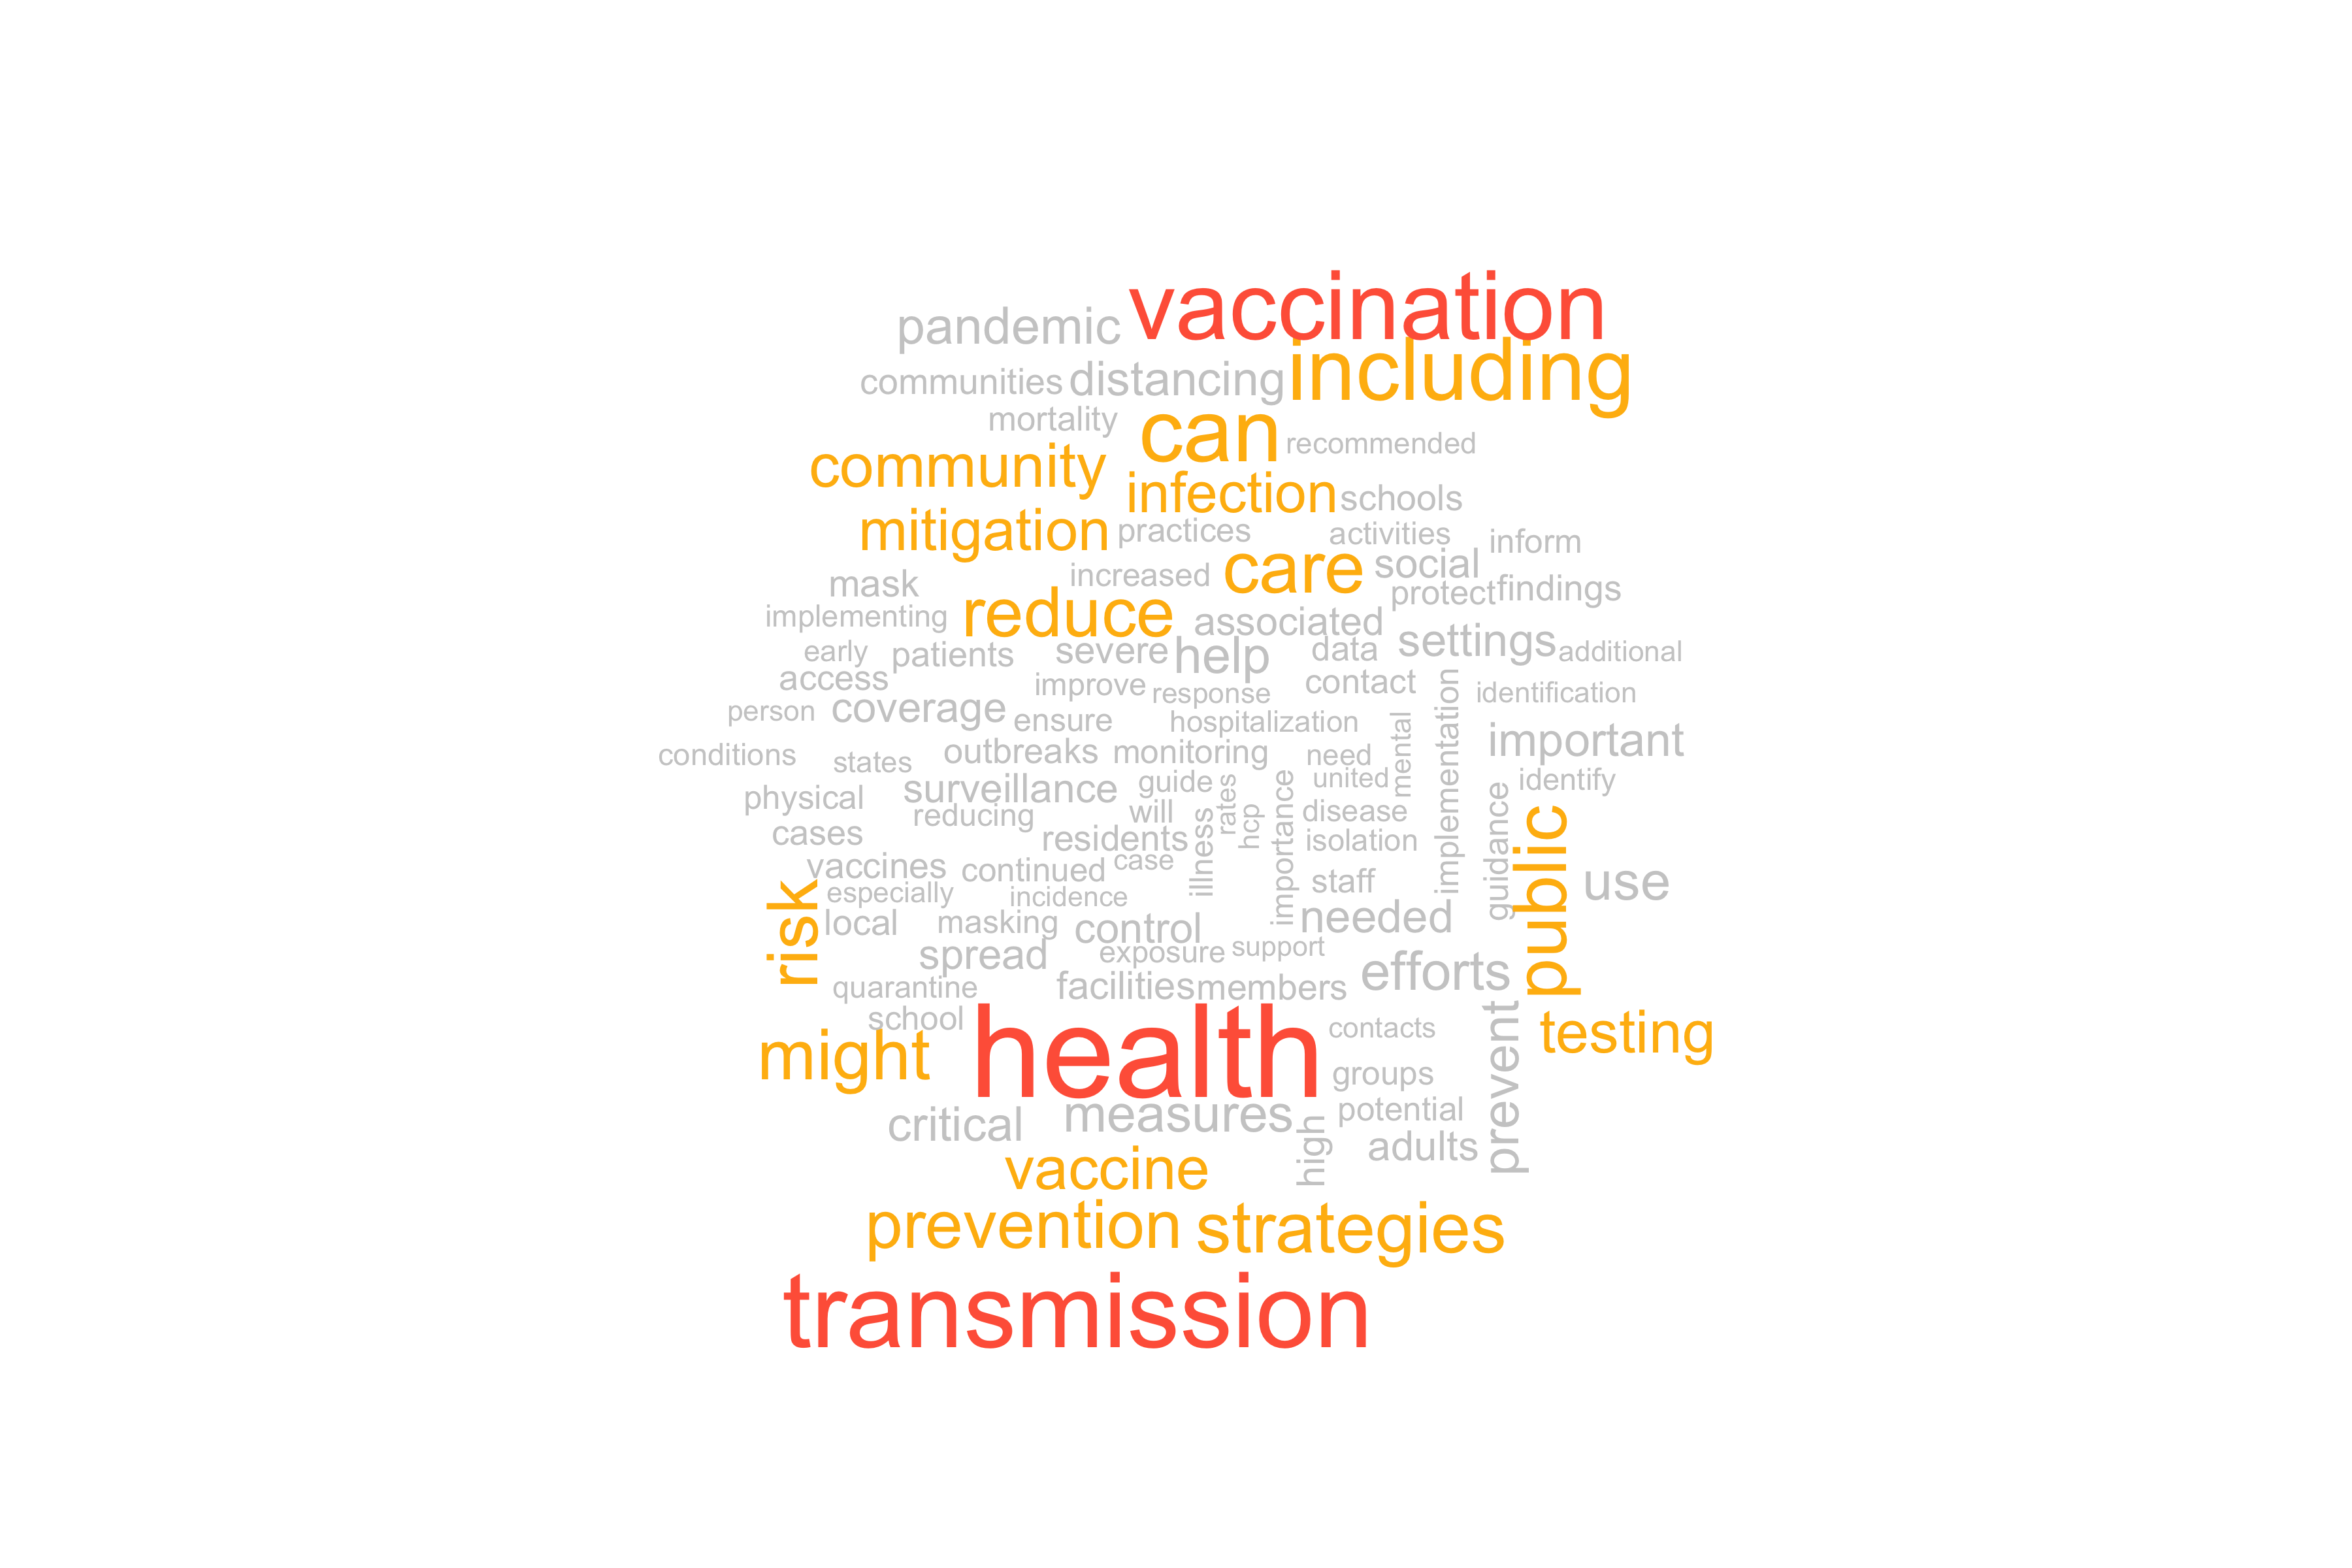 vaccination
pandemic
including
communities distancing
mortality
can
recommended
community
infection schools
mitigation practices activities inform
care social
mask increased
protect findings
implementing reduce associated
settings
early patients severe help data additional
access improve response contact identification
person coverage ensure hospitalization
mental
implementation
important
conditions states outbreaks monitoring need
united identify
physical surveillance guide
rates
hcp
importance
disease
guidance
public
cases reducing will
residents
illness
isolation
vaccines continued case
staff
use
especially incidence
risk
local masking control
needed
spread exposure support
efforts
quarantine facilities members
school
health
contacts
prevent
testing
might
groups
critical measures
high
potential
adults
vaccine
prevention strategies
transmission